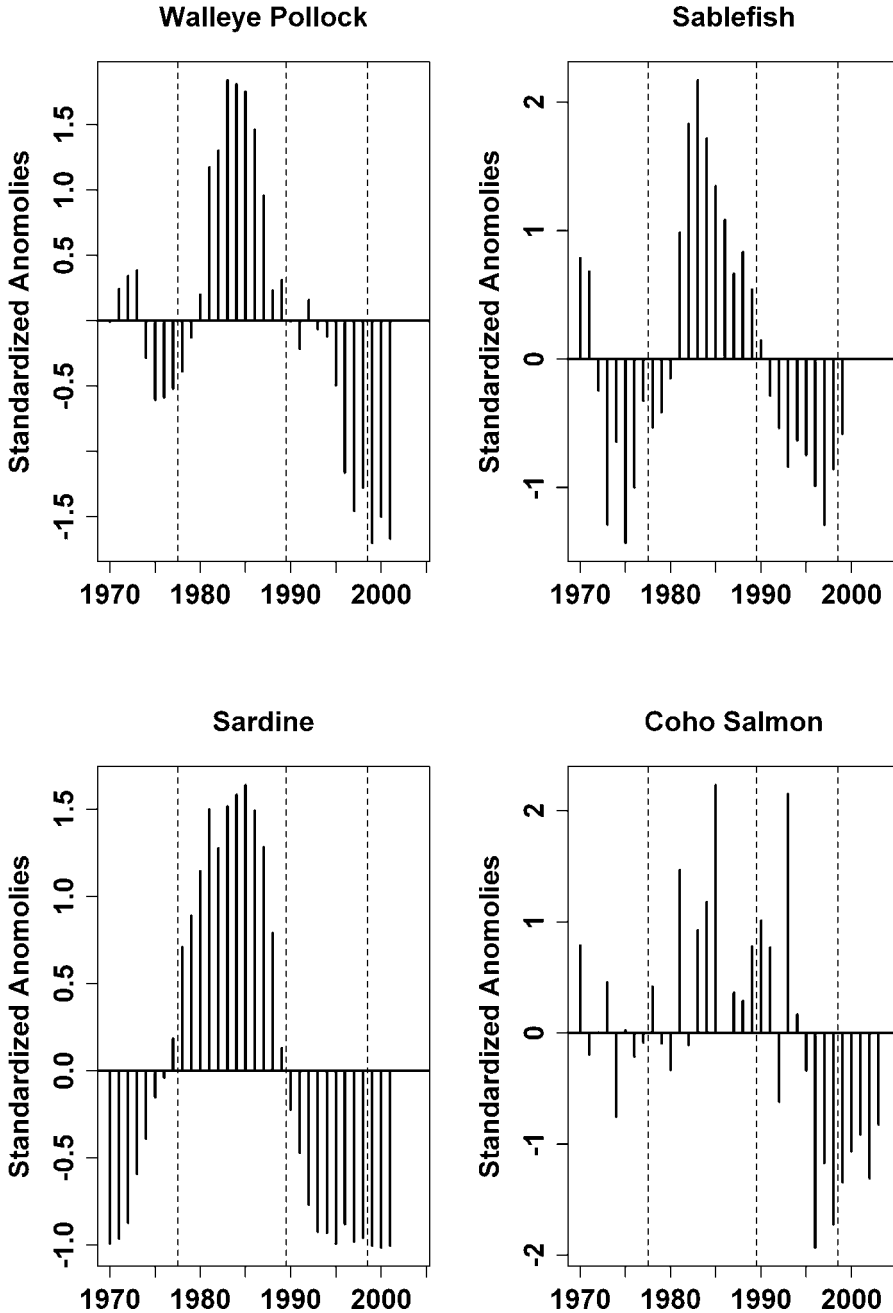 Walleye Pollock
Standardized Anomolies
1.5
1.0
0.5
-0.5
-1.5
1970 1980 1990 2000
Sablefish
Standardized Anomolies
2
1
0
-1
1970 1980 1990 2000
Sardine
Standardized Anomolies
1.5
1.0
0.5
0.0
-0.5
-1.0
1970 1980 1990 2000
Coho Salmon
Standardized Anomolies
2
1
0
-1
-2
1970 1980 1990 2000